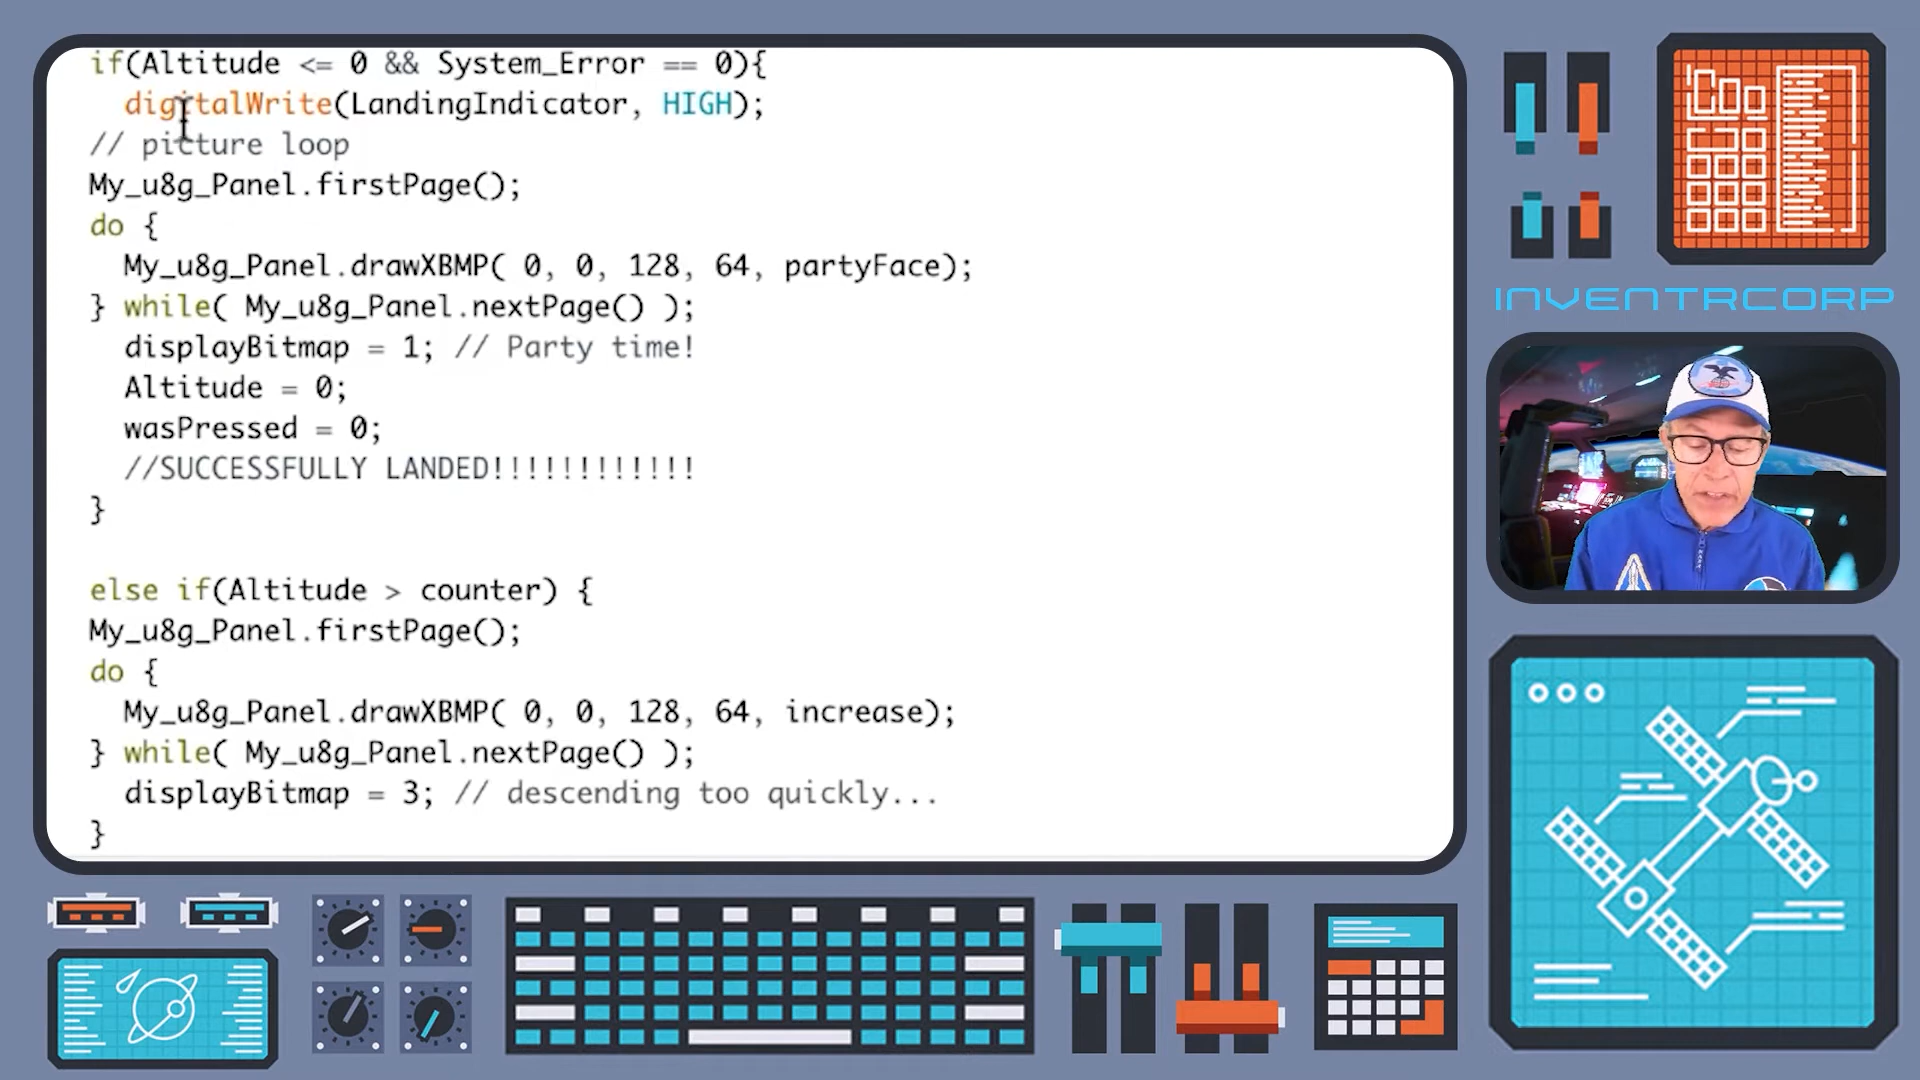 if(Altitude <= 0 && System_Error == 0){
digitalWrite(LandingIndicator, HIGH);
// picture loop
My_u8g_Panel.firstPage();
do {
My_u8g_Panel.drawXBMP( 0, 0, 128, 64, partyFace);
} while( My_u8g_Panel.nextPage() );
displayBitmap = 1; // Party time!
Altitude = 0;
wasPressed = 0;
//SUCCESSFULLY LANDED!!!!!!!!!!!!
}
else if(Altitude > counter) {
My_u8g_Panel.firstPage();
do {
My_u8g_Panel.drawXBMP( 0, 0, 128, 64, increase);
} while( My_u8g_Panel.nextPage() );
displayBitmap = 3; // descending too quickly...
}
INVENTRCORP